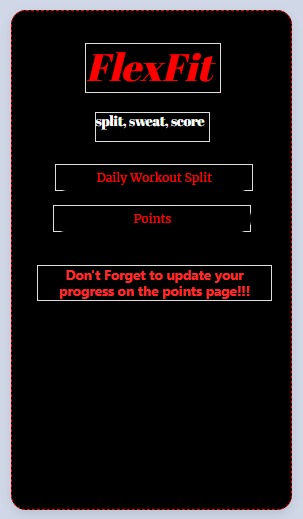 FlexFit
split, sweat, score
Daily Workout Split
Points
Don't Forget to update your
progress on the points page!!!